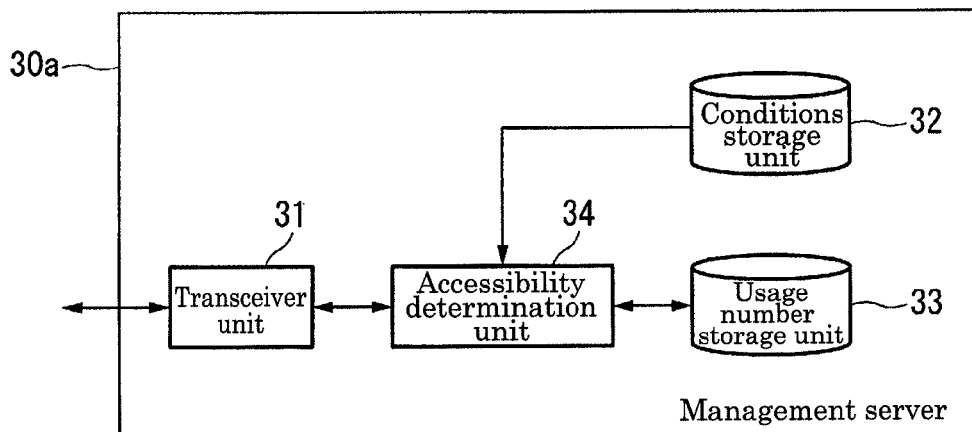 30a
Conditions
storage
unit
32
31
34
Transceiver
unit
Accessibility
determination
unit
Usage
number
storage unit
33
Management server